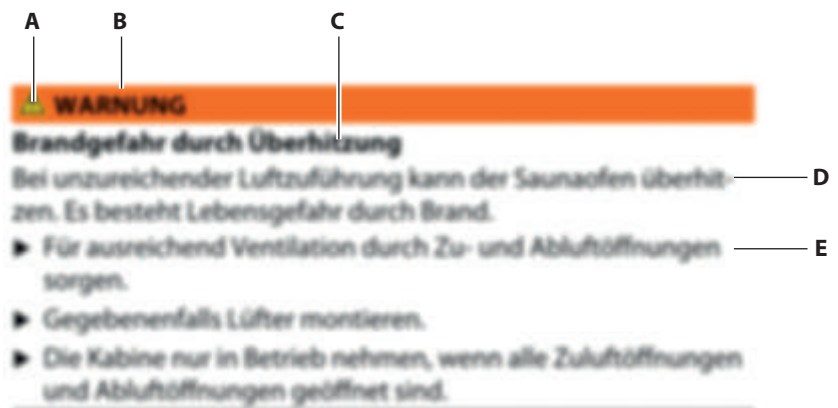 A B C
WARNUNG
Brandgefahr durch Überhitzung
Bei unzureichender Luftzuführung kann der Saunaofen überhit- D
zen. Es besteht Lebensgefahr durch Brand.
▶ Für ausreichend Ventilation durch Zu- und Abluftöffnungen E
sorgen.
▶ Gegebenenfalls Lüfter montieren.
▶ Die Kabine nur in Betrieb nehmen, wenn alle Zuluftöffnungen
und Abluftöffnungen geöffnet sind.